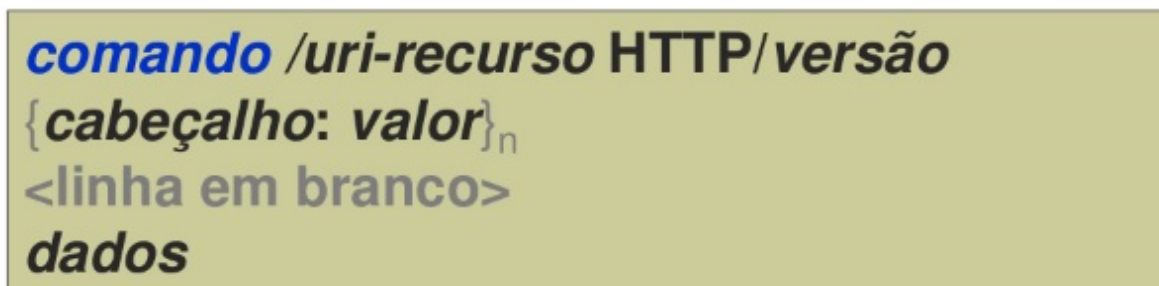 comando /uri-recurso HTTP/versão
{cabeçalho: valor}n
<linha em branco>
dados